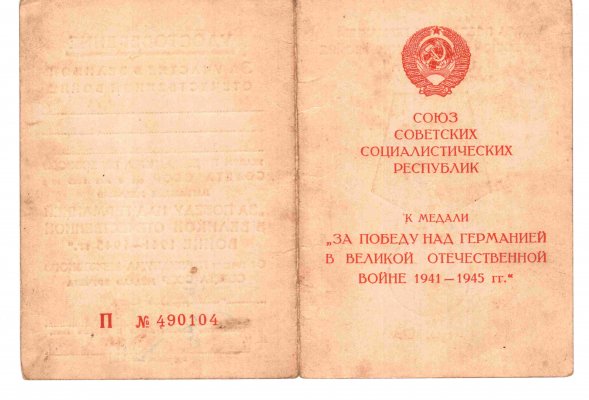 П № 490104
СОЮЗ
СОВЕТСКИХ
СОЦИАЛИСТИЧЕСКИХ
РЕСПУБЛИК
К МЕДАЛИ
„ЗА ПОБЕДУ НАД ГЕРМАНИЕЙ
В ВЕЛИКОЙ ОТЕЧЕСТВЕННОЙ
ВОЙНЕ 1941—1945 гг.“